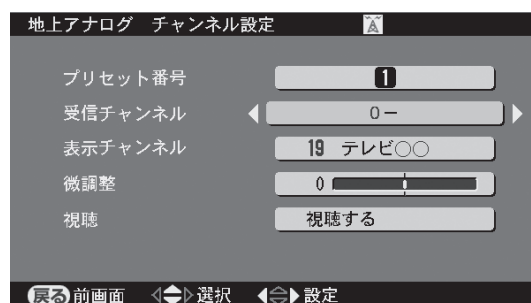 地上アナログ チャンネル設定
プリセット番号 1
受信チャンネル 0－
表示チャンネル 19 テレビ○○
微調整 0
視聴 視聴する
戻る 前画面 選択 設定